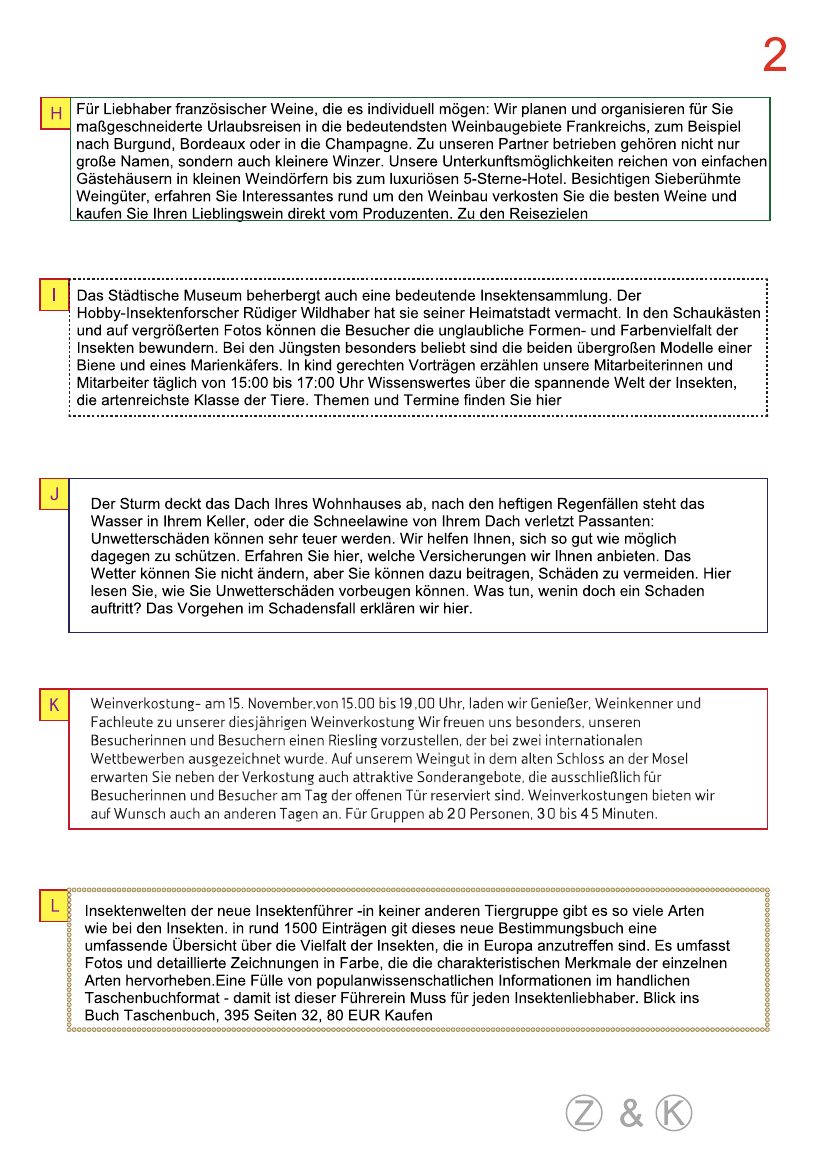 2
H
Für Liebhaber französischer Weine, die es individuell mögen: Wir planen und organisieren für Sie
maßgeschneiderte Urlaubsreisen in die bedeutendsten Weinbaugebiete Frankreichs, zum Beispiel
nach Burgund, Bordeaux oder in die Champagne. Zu unseren Partner betrieben gehören nicht nur
große Namen, sondern auch kleinere Winzer. Unsere Unterkunftsmöglichkeiten reichen von einfachen
Gästehäusern in kleinen Weindörfern bis zum luxuriösen 5-Sterne-Hotel. Besichtigen Sieberühmte
Weingüter, erfahren Sie Interessantes rund um den Weinbau verkosten Sie die besten Weine und
kaufen Sie Ihren Lieblingswein direkt vom Produzenten. Zu den Reisezielen
I
Das Städtische Museum beherbergt auch eine bedeutende Insektensammlung. Der
Hobby-Insektenforscher Rüdiger Wildhaber hat sie seiner Heimatstadt vermacht. In den Schaukästen
und auf vergrößerten Fotos können die Besucher die unglaubliche Formen- und Farbenvielfalt der
Insekten bewundern. Bei den Jüngsten besonders beliebt sind die beiden übergroßen Modelle einer
Biene und eines Marienkäfers. In kind gerechten Vorträgen erzählen unsere Mitarbeiterinnen und
Mitarbeiter täglich von 15:00 bis 17:00 Uhr Wissenswertes über die spannende Welt der Insekten,
die artenreichste Klasse der Tiere. Themen und Termine finden Sie hier
J
Der Sturm deckt das Dach Ihres Wohnhauses ab, nach den heftigen Regenfällen steht das
Wasser in Ihrem Keller, oder die Schneelawine von Ihrem Dach verletzt Passanten:
Unwetterschäden können sehr teuer werden. Wir helfen Ihnen, sich so gut wie möglich
dagegen zu schützen. Erfahren Sie hier, welche Versicherungen wir Ihnen anbieten. Das
Wetter können Sie nicht ändern, aber Sie können dazu beitragen, Schäden zu vermeiden. Hier
lesen Sie, wie Sie Unwetterschäden vorbeugen können. Was tun, wenin doch ein Schaden
auftritt? Das Vorgehen im Schadensfall erklären wir hier.
K
Weinverkostung- am 15. November,von 15.00 bis 19,00 Uhr, laden wir Genießer, Weinkenner und
Fachleute zu unserer diesjährigen Weinverkostung Wir freuen uns besonders, unseren
Besucherinnen und Besuchern einen Riesling vorzustellen, der bei zwei internationalen
Wettbewerben ausgezeichnet wurde. Auf unserem Weingut in dem alten Schloss an der Mosel
erwarten Sie neben der Verkostung auch attraktive Sonderangebote, die ausschließlich für
Besucherinnen und Besucher am Tag der offenen Tür reserviert sind. Weinverkostungen bieten wir
auf Wunsch auch an anderen Tagen an. Für Gruppen ab 20 Personen, 30 bis 45 Minuten.
L
Insektenwelten der neue Insektenführer -in keiner anderen Tiergruppe gibt es so viele Arten
wie bei den Insekten. in rund 1500 Einträgen git dieses neue Bestimmungsbuch eine
umfassende Übersicht über die Vielfalt der Insekten, die in Europa anzutreffen sind. Es umfasst
Fotos und detaillierte Zeichnungen in Farbe, die die charakteristischen Merkmale der einzelnen
Arten hervorheben.Eine Fülle von populanwissenschatlichen Informationen im handlichen
Taschenbuchformat - damit ist dieser Führerein Muss für jeden Insektenliebhaber. Blick ins
Buch Taschenbuch, 395 Seiten 32, 80 EUR Kaufen
Z & K